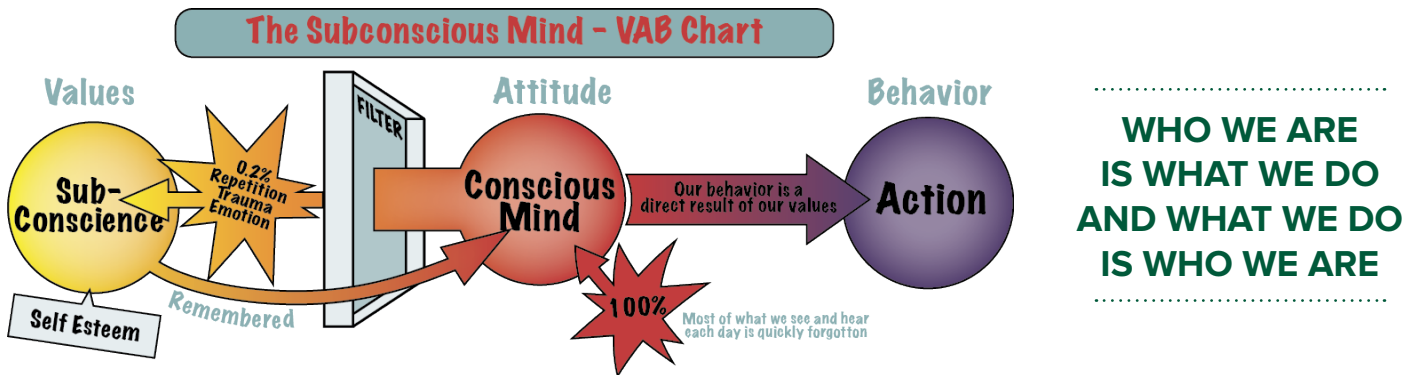 The Subconscious Mind - VAB Chart
Values
Attitude
Behavior
FILTER
0.2%
Repetition
Trauma
Emotion
Sub-
Conscience
Conscious
Mind
Our behavior is a
direct result of our values
Action
Self Esteem
Remembered
100%
Most of what we see and hear
each day is quickly forgotton
WHO WE ARE
IS WHAT WE DO
AND WHAT WE DO
IS WHO WE ARE